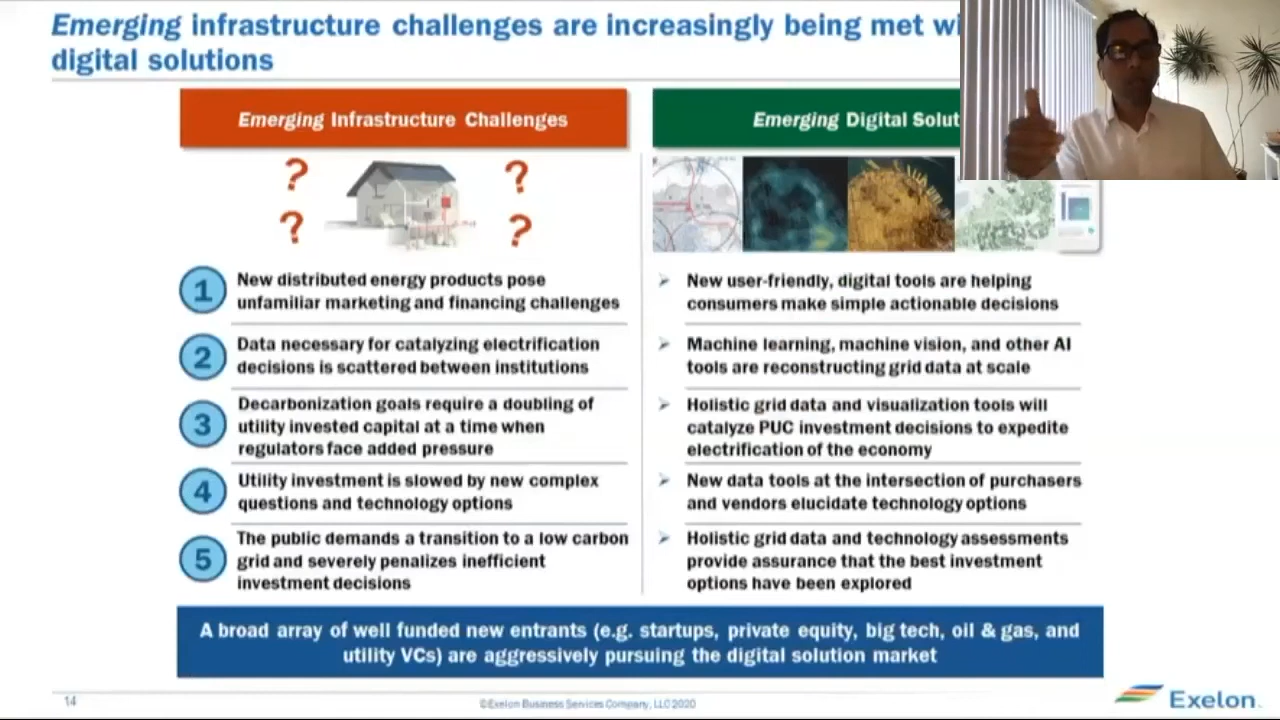 Emerging infrastructure challenges are increasingly being met wi
digital solutions
Emerging Infrastructure Challenges
Emerging Digital Solut
?
?
?
?
1
New distributed energy products pose
unfamiliar marketing and financing challenges
New user-friendly, digital tools are helping
consumers make simple actionable decisions
2
Data necessary for catalyzing electrification
decisions is scattered between institutions
Machine learning, machine vision, and other AI
tools are reconstructing grid data at scale
3
Decarbonization goals require a doubling of
utility invested capital at a time when
regulators face added pressure
Holistic grid data and visualization tools will
catalyze PUC investment decisions to expedite
electrification of the economy
4
Utility investment is slowed by new complex
questions and technology options
New data tools at the intersection of purchasers
and vendors elucidate technology options
5
The public demands a transition to a low carbon
grid and severely penalizes inefficient
investment decisions
Holistic grid data and technology assessments
provide assurance that the best investment
options have been explored
A broad array of well funded new entrants (e.g. startups, private equity, big tech, oil & gas, and
utility VCs) are aggressively pursuing the digital solution market
14
©Exelon Business Services Company, LLC 2020
Exelon